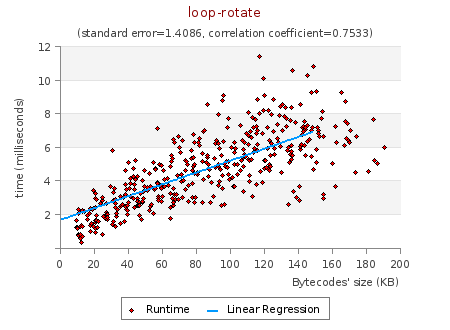 loop-rotate
(standard error=1.4086, correlation coefficient=0.7533)
12
10
8
6
4
2
time (milliseconds)
0 20 40 60 80 100 120 140 160 180 200
Bytecodes' size (KB)
Runtime Linear Regression